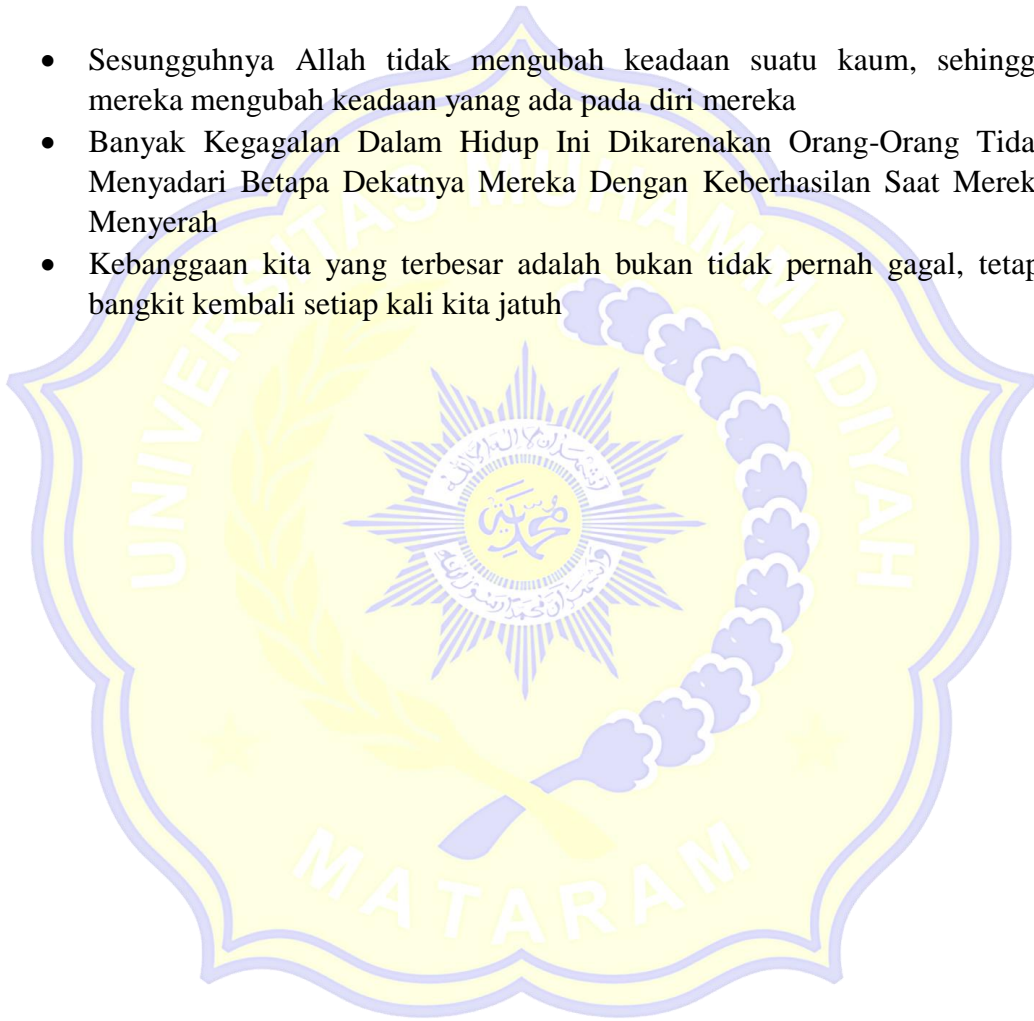 • Sesungguhnya Allah tidak mengubah keadaan suatu kaum, sehingg
mereka mengubah keadaan yanag ada pada diri mereka
• Banyak Kegagalan Dalam Hidup Ini Dikarenakan Orang-Orang Tida
Menyadari Betapa Dekatnya Mereka Dengan Keberhasilan Saat Merek
Menyerah
• Kebanggaan kita yang terbesar adalah bukan tidak pernah gagal, tetap
bangkit kembali setiap kali kita jatuh
UNIVERSITAS MUHAMMADIYAH
MATARAM